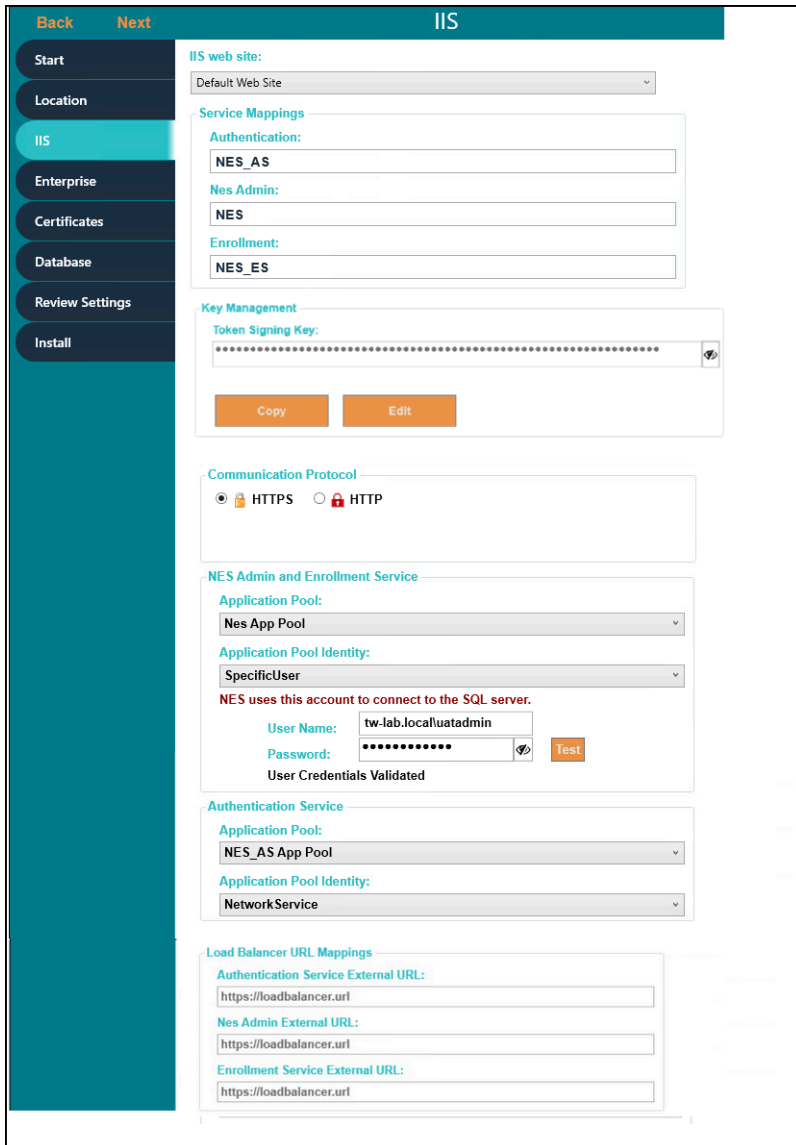 Back Next IIS
Start
Location
IIS
Enterprise
Certificates
Database
Review Settings
Install
IIS web site:
Default Web Site
Service Mappings
Authentication:
NES_AS
Nes Admin:
NES
Enrollment:
NES_ES
Key Management
Token Signing Key:
Copy Edit
Communication Protocol
HTTPS HTTP
NES Admin and Enrollment Service
Application Pool:
Nes App Pool
Application Pool Identity:
SpecificUser
NES uses this account to connect to the SQL server.
User Name: tw-lab.local\uatadmin
Password: ●●●●●●●●●●●● Test
User Credentials Validated
Authentication Service
Application Pool:
NES_AS App Pool
Application Pool Identity:
NetworkService
Load Balancer URL Mappings
Authentication Service External URL:
https://loadbalancer.url
Nes Admin External URL:
https://loadbalancer.url
Enrollment Service External URL:
https://loadbalancer.url